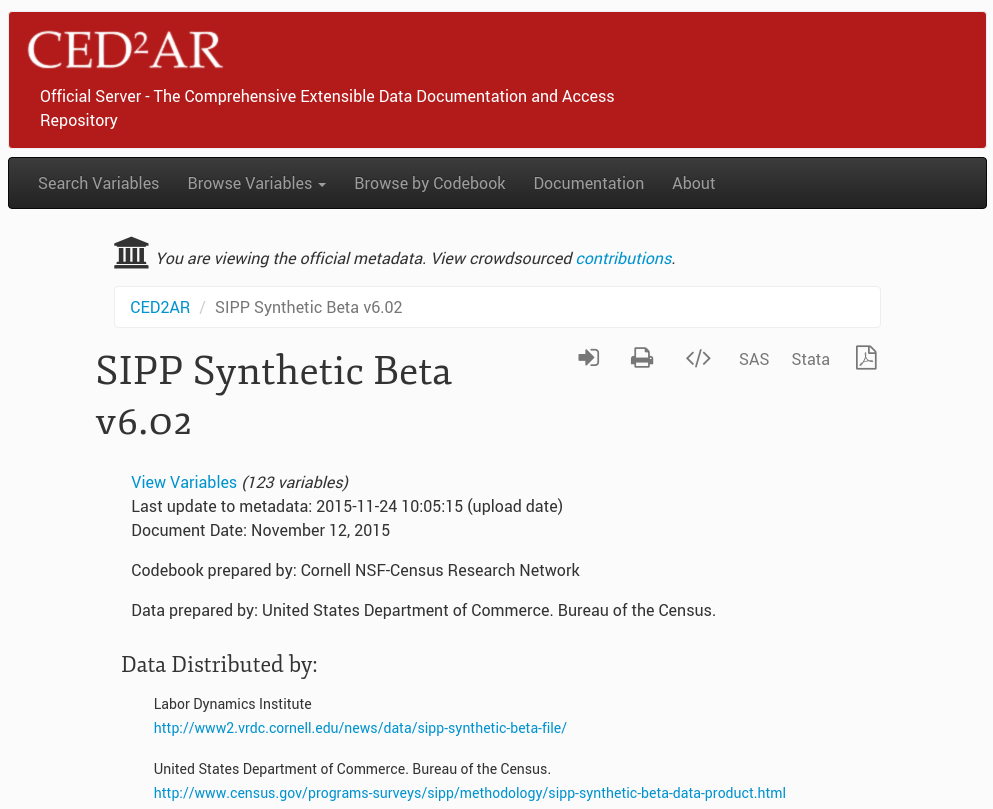 CED²AR
Official Server - The Comprehensive Extensible Data Documentation and Access
Repository
Search Variables Browse Variables Browse by Codebook Documentation About
You are viewing the official metadata. View crowdsourced contributions.
CED2AR / SIPP Synthetic Beta v6.02
SAS Stata
SIPP Synthetic Beta
v6.02
View Variables (123 variables)
Last update to metadata: 2015-11-24 10:05:15 (upload date)
Document Date: November 12, 2015
Codebook prepared by: Cornell NSF-Census Research Network
Data prepared by: United States Department of Commerce. Bureau of the Census.
Data Distributed by:
Labor Dynamics Institute
http://www2.vrdc.cornell.edu/news/data/sipp-synthetic-beta-file/
United States Department of Commerce. Bureau of the Census.
http://www.census.gov/programs-surveys/sipp/methodology/sipp-synthetic-beta-data-product.html